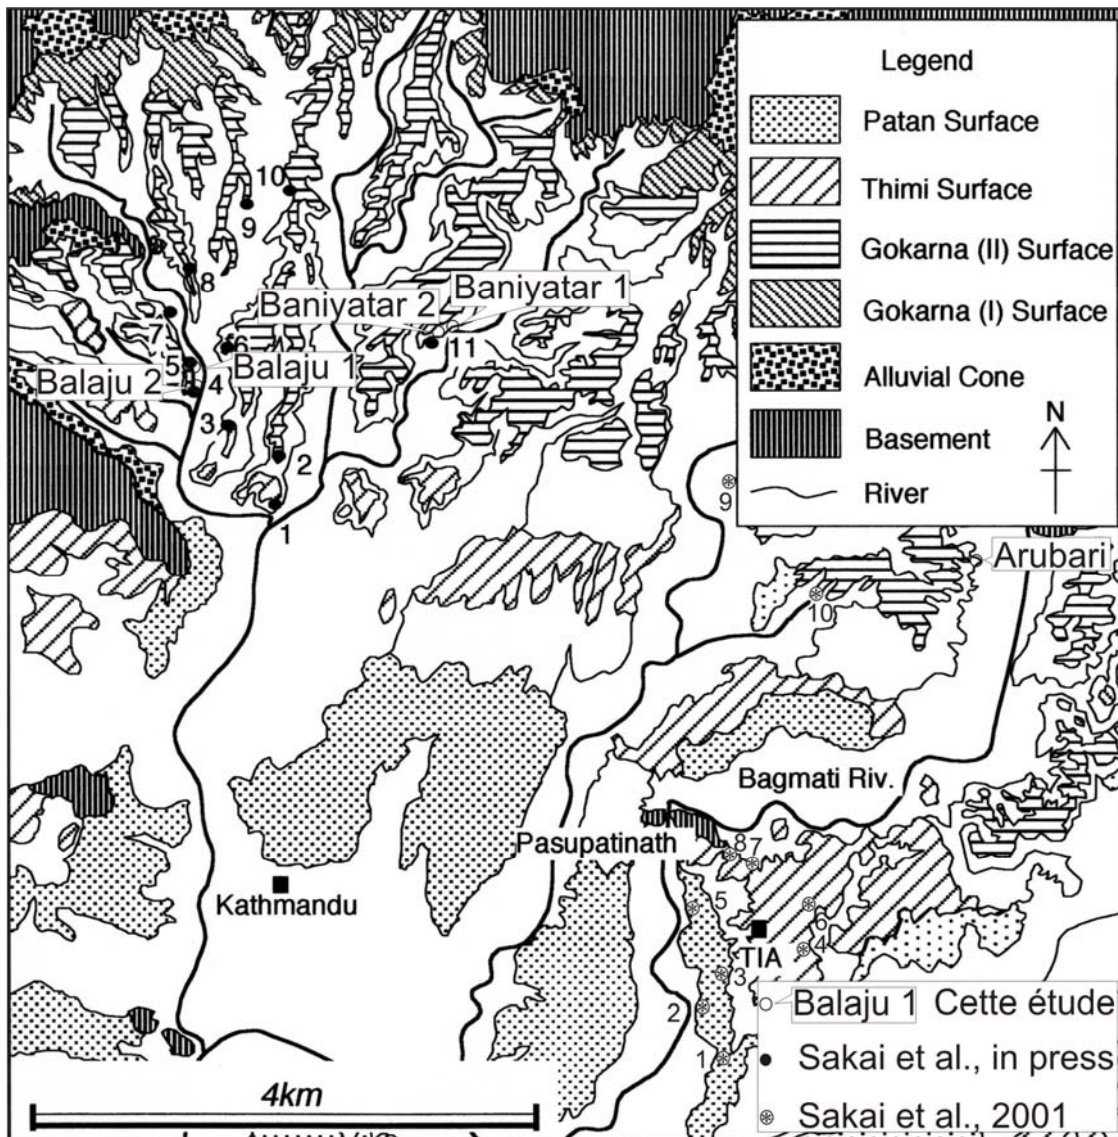 Legend
Patan Surface
Thimi Surface
Gokarna (II) Surface
Gokarna (I) Surface
Alluvial Cone
Basement
River
N
10
9
8
7
6
5
4
3
2
1
11
Baniyatar 2
Baniyatar 1
Balaju 2
Balaju 1
9
10
Arubari
Bagmati Riv.
Pasupatinath
8
7
5
6
4
3
2
1
Kathmandu
TIA
Balaju 1 Cette étude
Sakai et al., in press
Sakai et al., 2001
4km